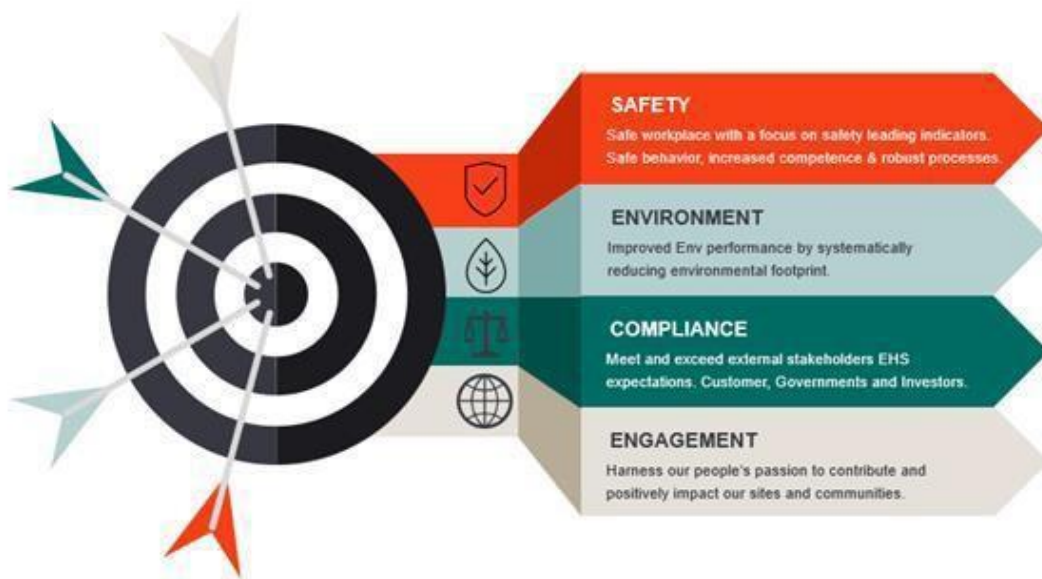 SAFETY
Safe workplace with a focus on safety leading indicators.
Safe behavior, increased competence & robust processes.
ENVIRONMENT
Improved Env performance by systematically
reducing environmental footprint.
COMPLIANCE
Meet and exceed external stakeholders EHS
expectations. Customer, Governments and Investors.
ENGAGEMENT
Harness our people's passion to contribute and
positively impact our sites and communities.